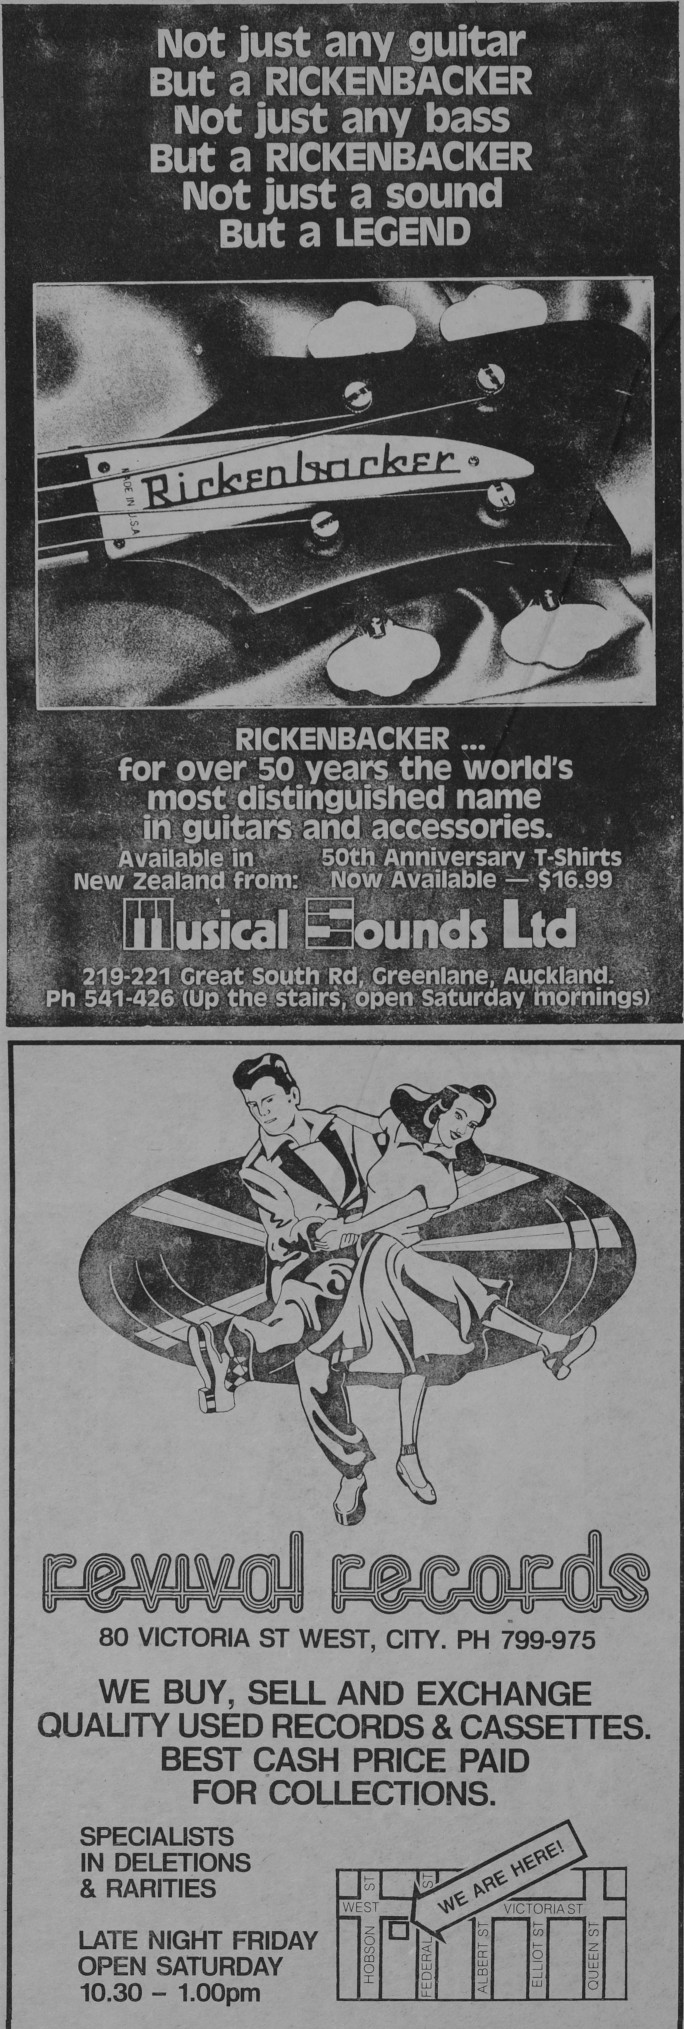 Not just any guitar
But a RICKENBACKER
Not just any bass
But a RICKENBACKER
Not just a sound
But a LEGEND
Rickenbacker
MADE IN U.S.A
RICKENBACKER ...
for over 50 years the world's
most distinguished name
in guitars and accessories.
Available in
New Zealand from:
50th Anniversary T-Shirts
Now Available — $16.99
Musical Sounds Ltd
219-221 Great South Rd, Greenlane, Auckland.
Ph 541-426 (Up the stairs, open Saturday mornings)
revival records
80 VICTORIA ST WEST, CITY. PH 799-975
WE BUY, SELL AND EXCHANGE
QUALITY USED RECORDS & CASSETTES.
BEST CASH PRICE PAID
FOR COLLECTIONS.
SPECIALISTS
IN DELETIONS
& RARITIES
LATE NIGHT FRIDAY
OPEN SATURDAY
10.30 – 1.00pm
WE ARE HERE!
WEST
VICTORIA ST
HOBSON ST
FEDERAL ST
ALBERT ST
ELLIOT ST
QUEEN ST